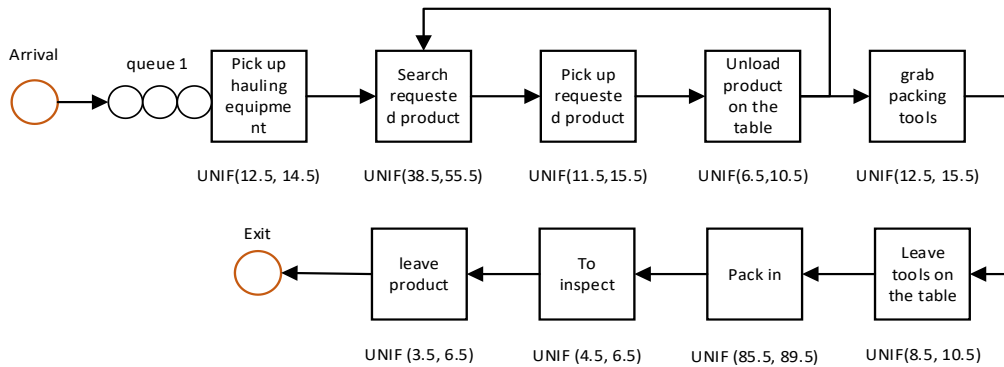 Arrival
queue 1
Pick up
hauling
equipme
nt
Search
requeste
d product
Pick up
requeste
d product
Unload
product
on the
table
grab
packing
tools
UNIF(12.5, 14.5)
UNIF(38.5,55.5)
UNIF(11.5,15.5)
UNIF(6.5,10.5)
UNIF(12.5, 15.5)
Exit
leave
product
To
inspect
Pack in
Leave
tools on
the table
UNIF (3.5, 6.5)
UNIF (4.5, 6.5)
UNIF (85.5, 89.5)
UNIF(8.5, 10.5)